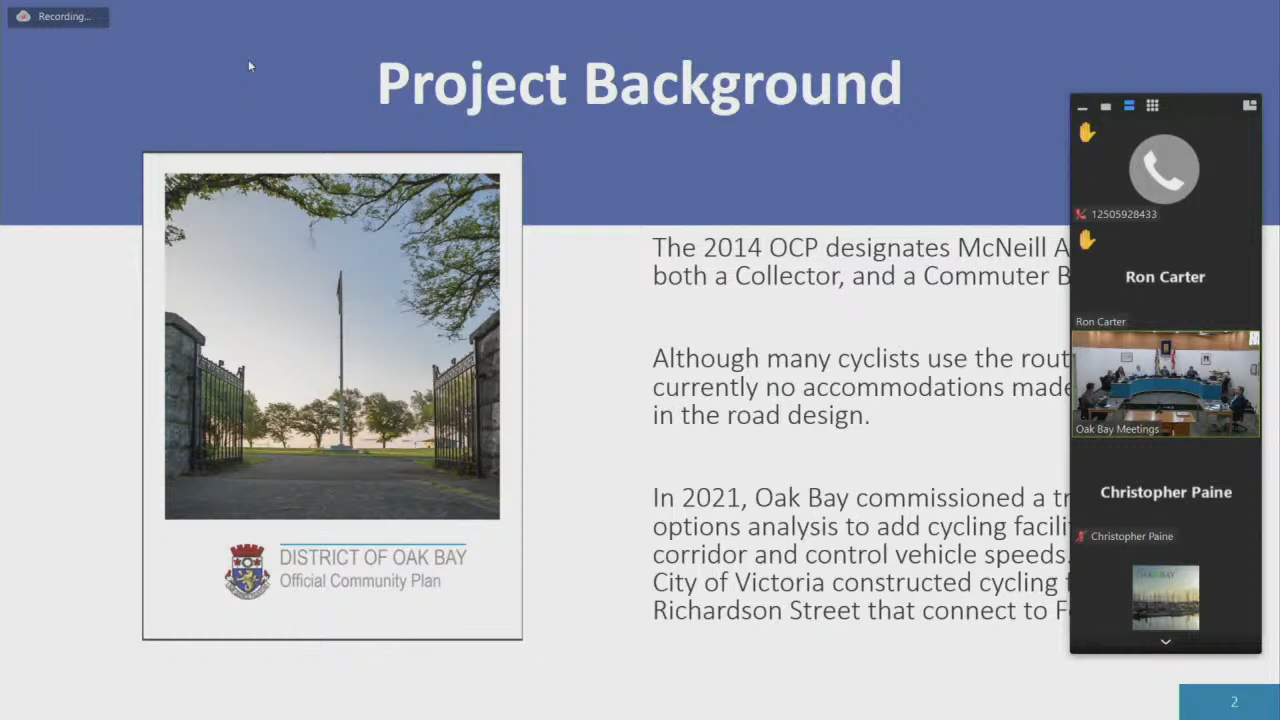 Recording...
Project Background
The 2014 OCP designates McNeill A
both a Collector, and a Commuter B
Although many cyclists use the rout
currently no accommodations made
in the road design.
In 2021, Oak Bay commissioned a tr
options analysis to add cycling facili
corridor and control vehicle speeds.
City of Victoria constructed cycling f
Richardson Street that connect to F
DISTRICT OF OAK BAY
Official Community Plan
12505928433
Ron Carter
Ron Carter
Oak Bay Meetings
Christopher Paine
Christopher Paine
OAK BAY
2